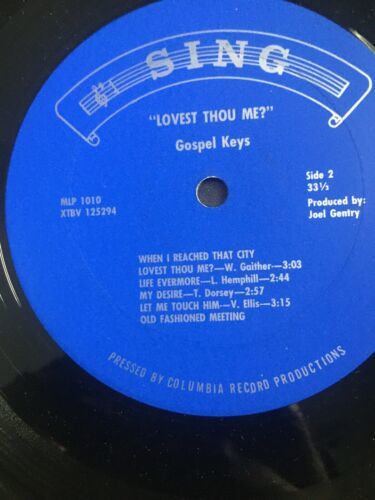 SING
"LOVEST THOU ME?"
Gospel Keys
MLP 1010
XTBV 125294
Side 2
33⅓
Produced by:
Joel Gentry
WHEN I REACHED THAT CITY
LOVEST THOU ME?—W. Gaither—3:03
LIFE EVERMORE—L. Hemphill—2:44
MY DESIRE—T. Dorsey—2:57
LET ME TOUCH HIM—V. Ellis—3:15
OLD FASHIONED MEETING
PRESSED BY COLUMBIA RECORD PRODUCTIONS